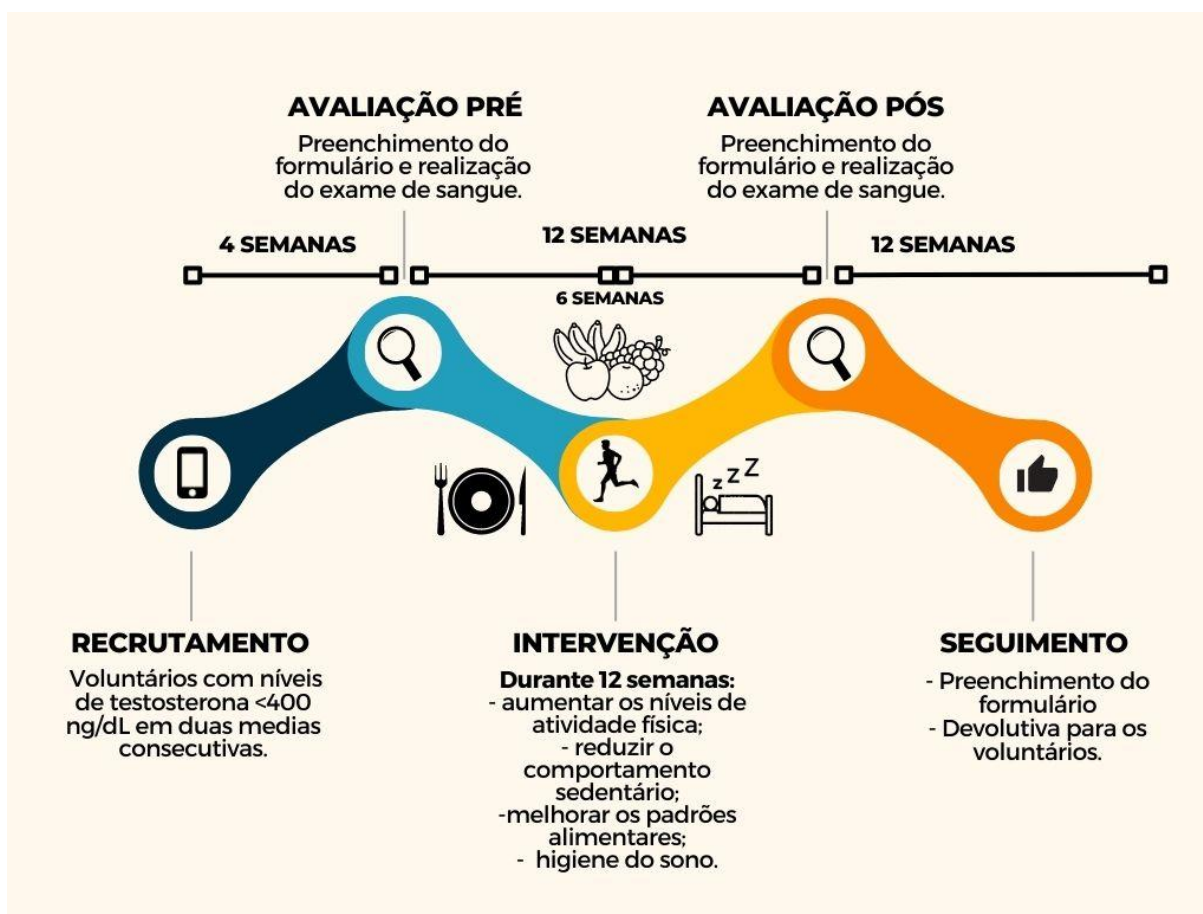 AVALIAÇÃO PRÉ
Preenchimento do
formulário e realização
do exame de sangue.
AVALIAÇÃO PÓS
Preenchimento do
formulário e realização
do exame de sangue.
4 SEMANAS
12 SEMANAS
12 SEMANAS
6 SEMANAS
z z Z Z
RECRUTAMENTO
Voluntários com níveis
de testosterona <400
ng/dL em duas medias
consecutivas.
INTERVENÇÃO
Durante 12 semanas:
- aumentar os níveis de
atividade física;
- reduzir o
comportamento
sedentário;
-melhorar os padrões
alimentares;
- higiene do sono.
SEGUIMENTO
- Preenchimento do
formulário
- Devolutiva para os
voluntários.